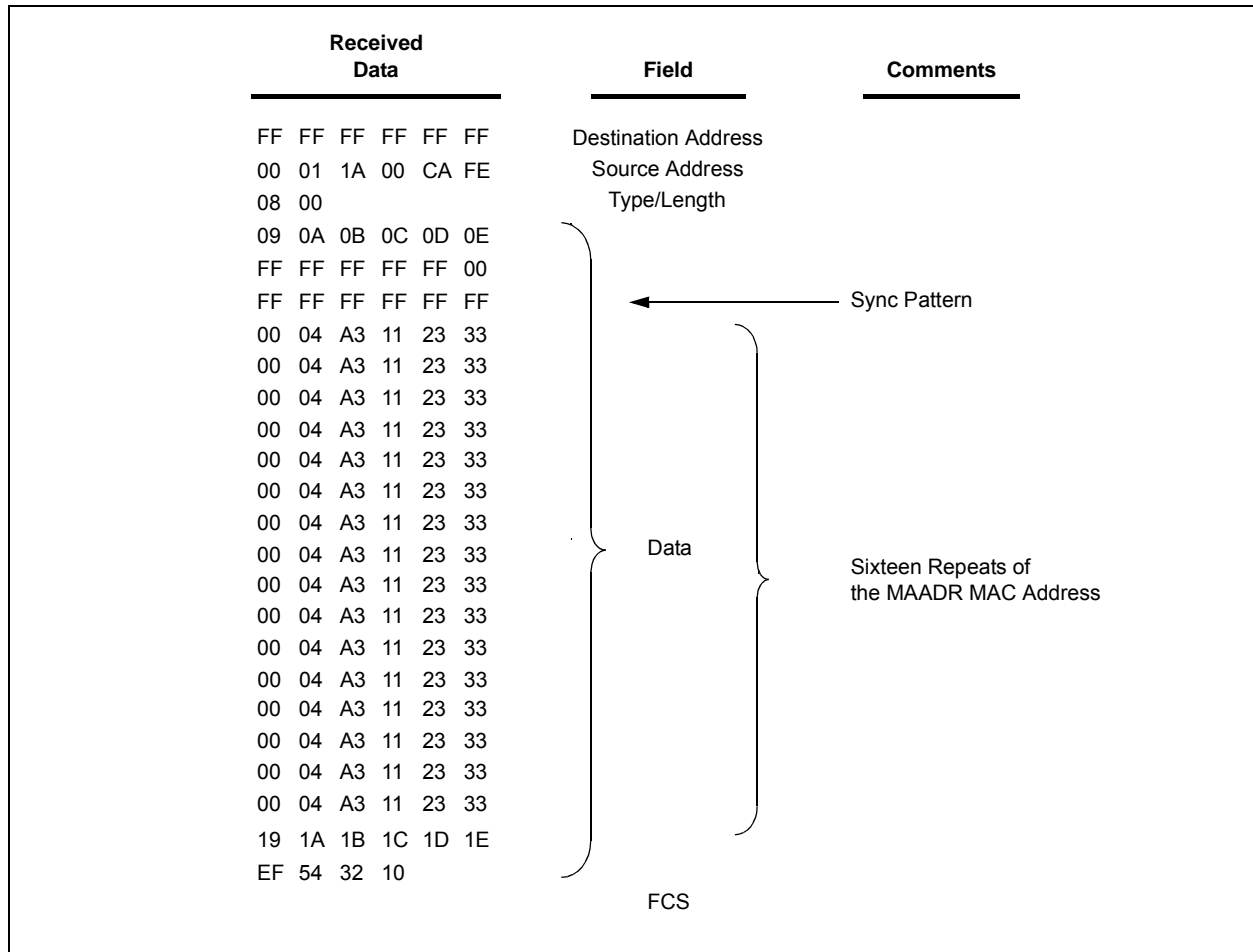 Received
Data Field Comments
FF FF FF FF FF FF Destination Address
00 01 1A 00 CA FE Source Address
08 00 Type/Length
09 0A 0B 0C 0D 0E
FF FF FF FF FF 00
FF FF FF FF FF FF Sync Pattern
00 04 A3 11 23 33
00 04 A3 11 23 33
00 04 A3 11 23 33
00 04 A3 11 23 33
00 04 A3 11 23 33
00 04 A3 11 23 33
00 04 A3 11 23 33
00 04 A3 11 23 33 Data
00 04 A3 11 23 33 Sixteen Repeats of
the MAADR MAC Address
00 04 A3 11 23 33
00 04 A3 11 23 33
00 04 A3 11 23 33
00 04 A3 11 23 33
00 04 A3 11 23 33
00 04 A3 11 23 33
00 04 A3 11 23 33
19 1A 1B 1C 1D 1E
EF 54 32 10
FCS